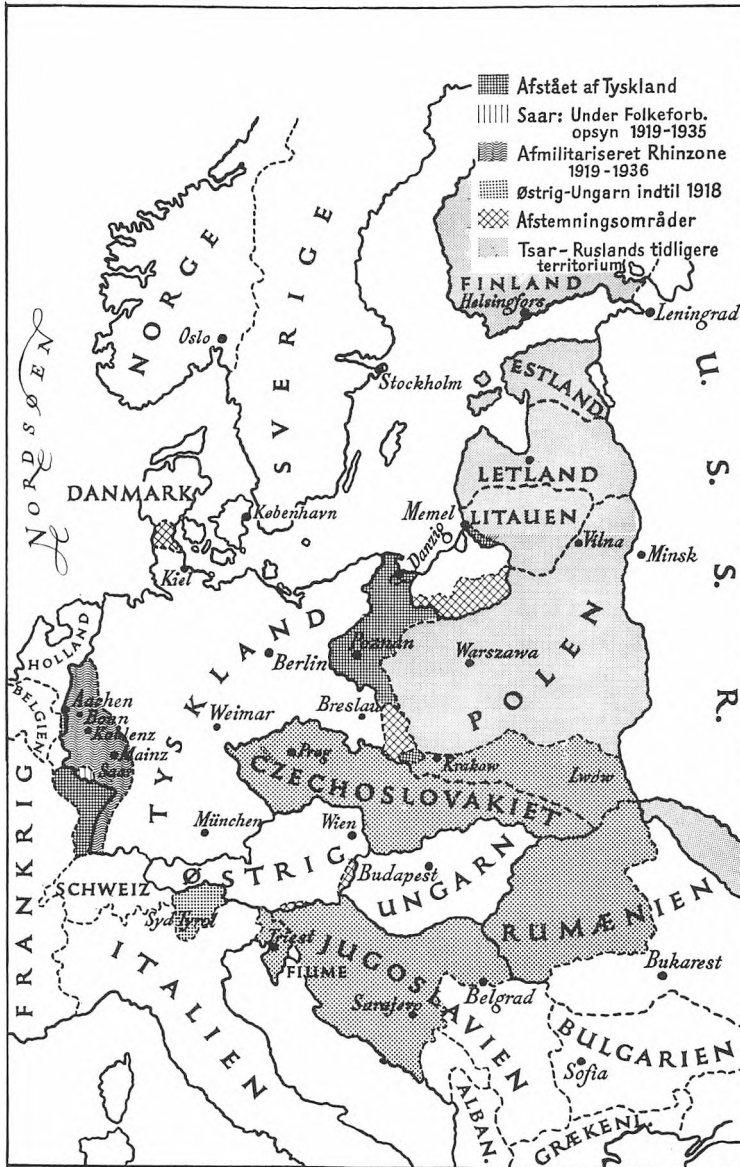 Afstået af Tyskland
Saar: Under Folkeforb.
opsyn 1919-1935
Afmilitariseret Rhinzone
1919-1936
Østrig-Ungarn indtil 1918
Afstemningsområder
Tsar-Ruslands tidligere
territorium
NORGE
SVERIGE
FINLAND
Helsingfors
Leningrad
Oslo
Stockholm
ESTLAND
U.S.S.R.
NORDSØEN
LETLAND
DANMARK
København
Memel
LITAUEN
Vilna
Minsk
Kiel
Danzig
HOLLAND
BELGIEN
TYSKLAND
Berlin
Poznan
Warszawa
POLEN
Aachen
Bonn
Koblenz
Mainz
Saar
Weimar
Breslau
Prag
Krakaw
Lwów
CZECHOSLOVAKIET
FRANKRIG
München
Wien
ØSTRIG
Budapest
UNGARN
SCHWEIZ
Syd Tyrol
RUMÆNIEN
ITALIEN
Triest
FIUME
JUGOSLAVIEN
Sarajevo
Belgrad
Bukarest
BULGARIEN
Sofia
ALBAN.
GRÆKENL.